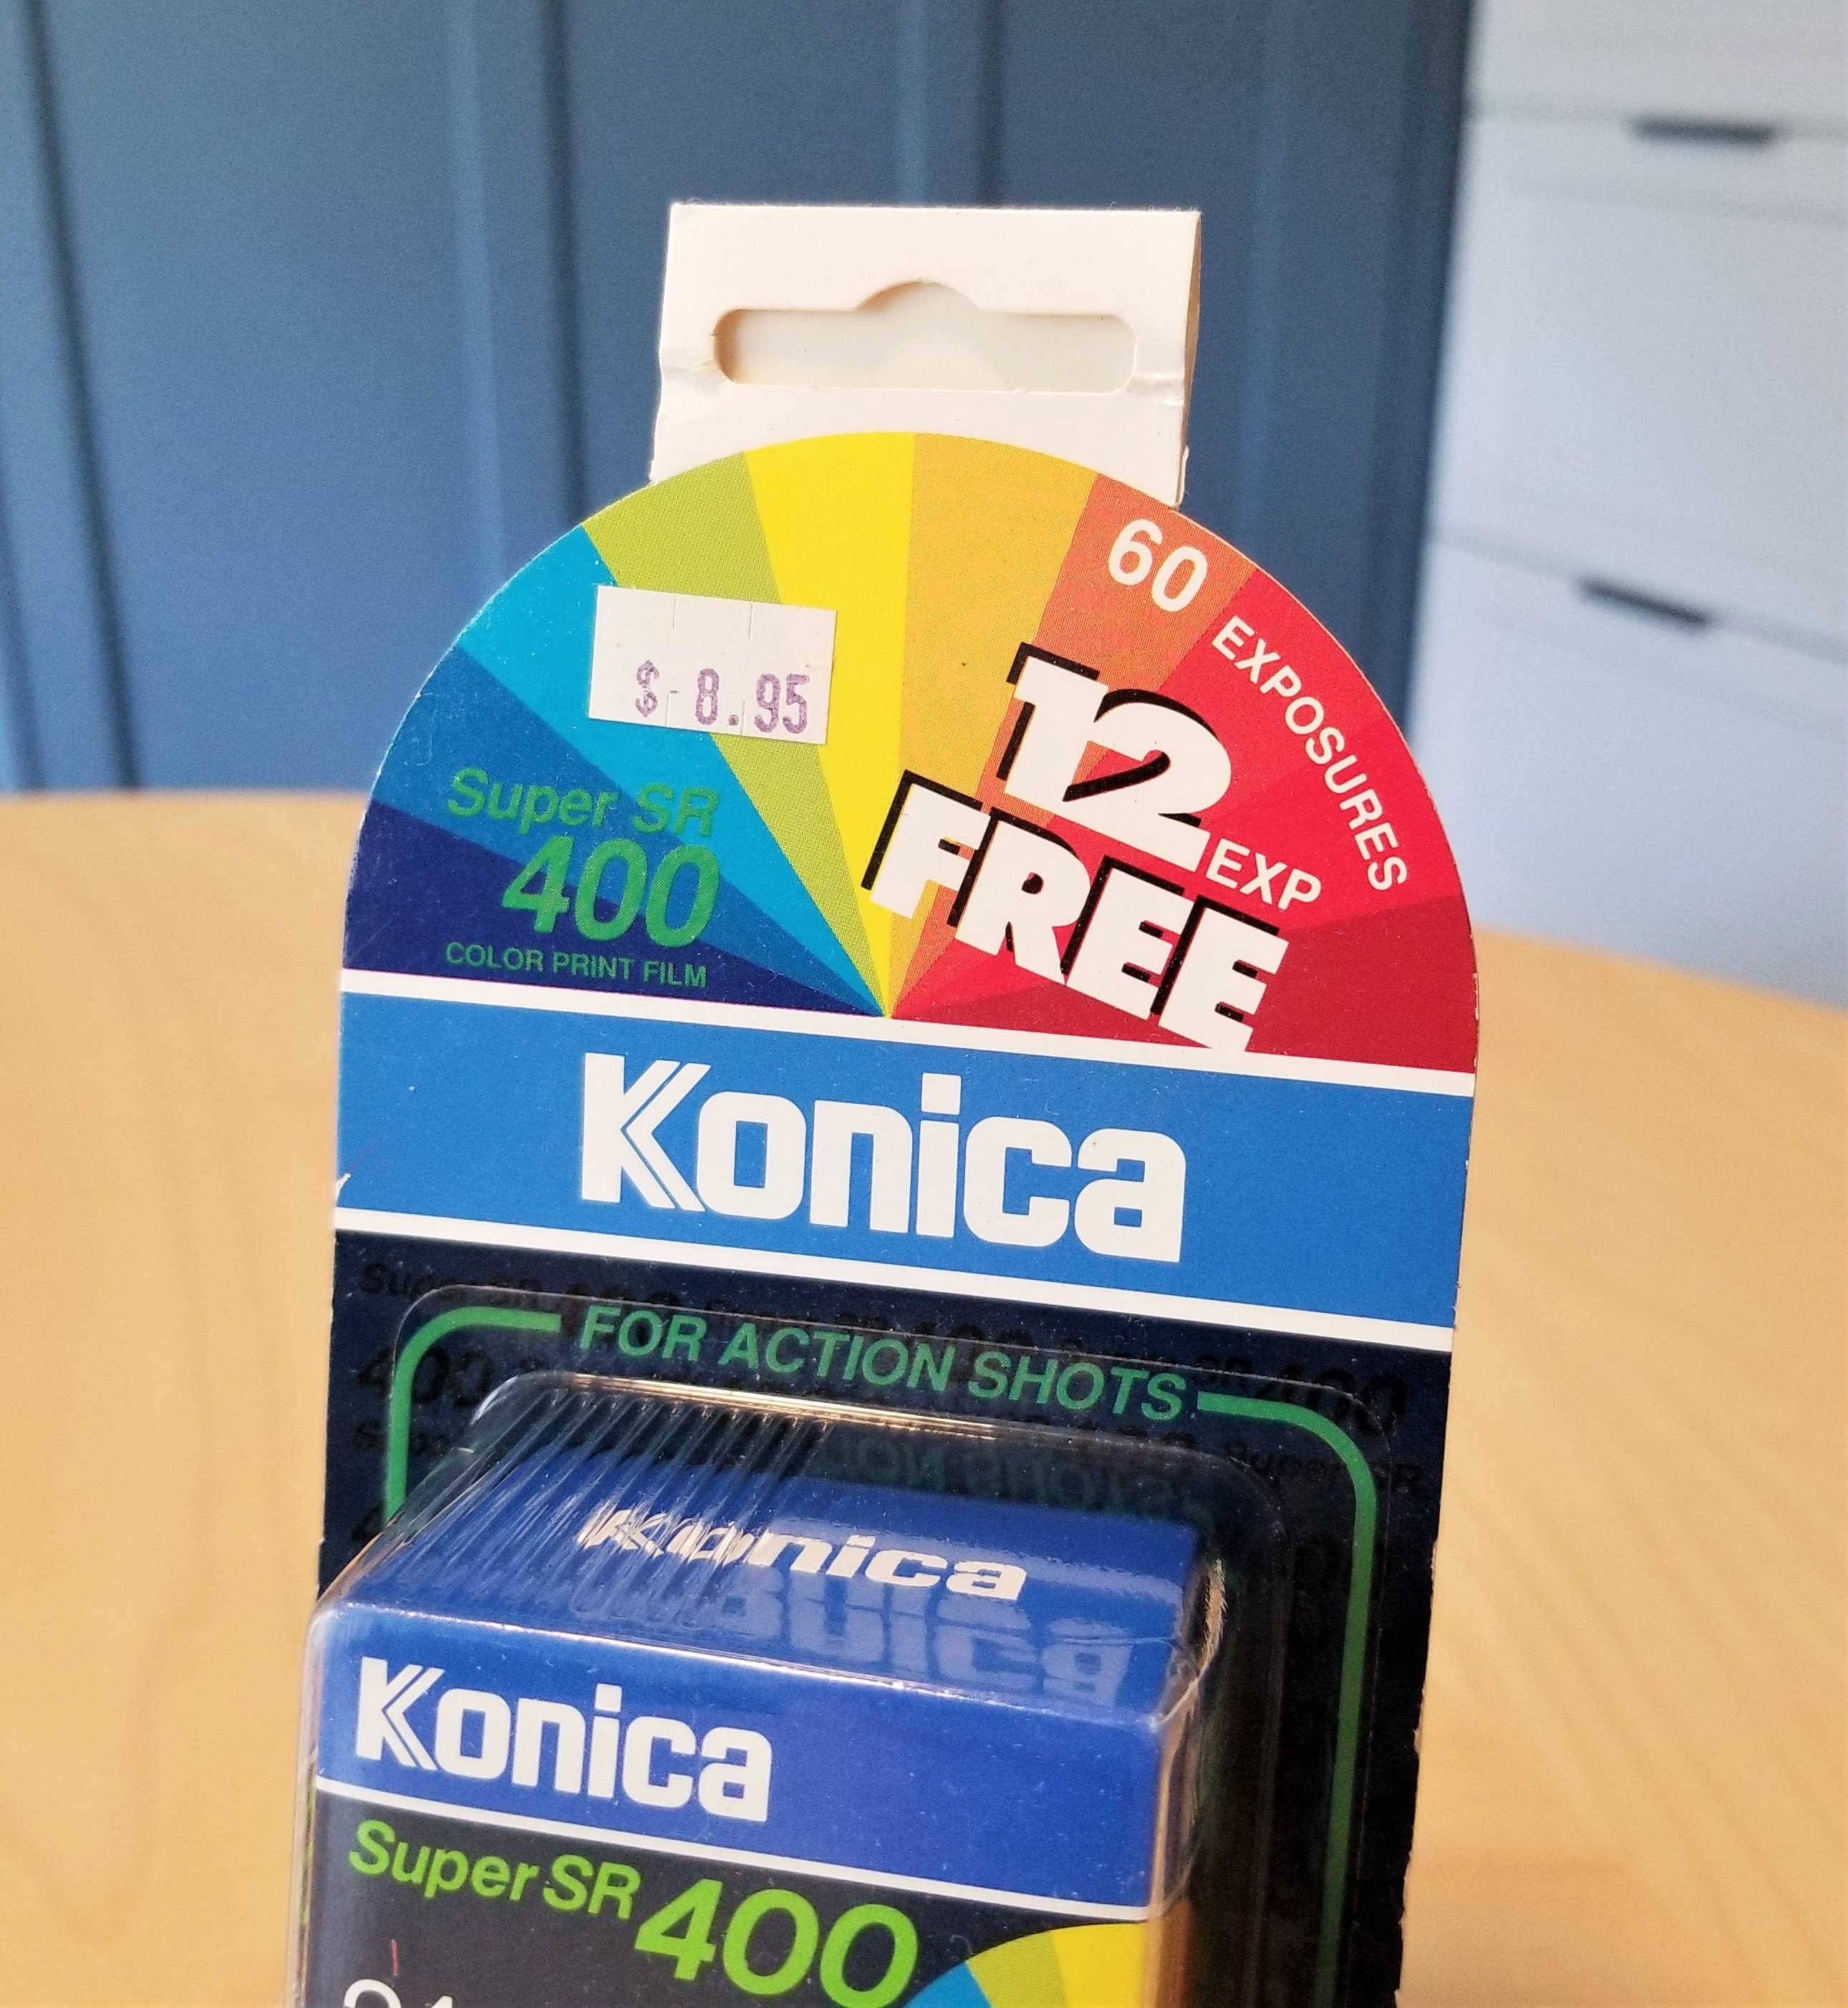 60 EXPOSURES
$ 8.95
12 EXP
FREE
Super SR
400
COLOR PRINT FILM
Konica
FOR ACTION SHOTS
Konica
Konica
Super SR 400